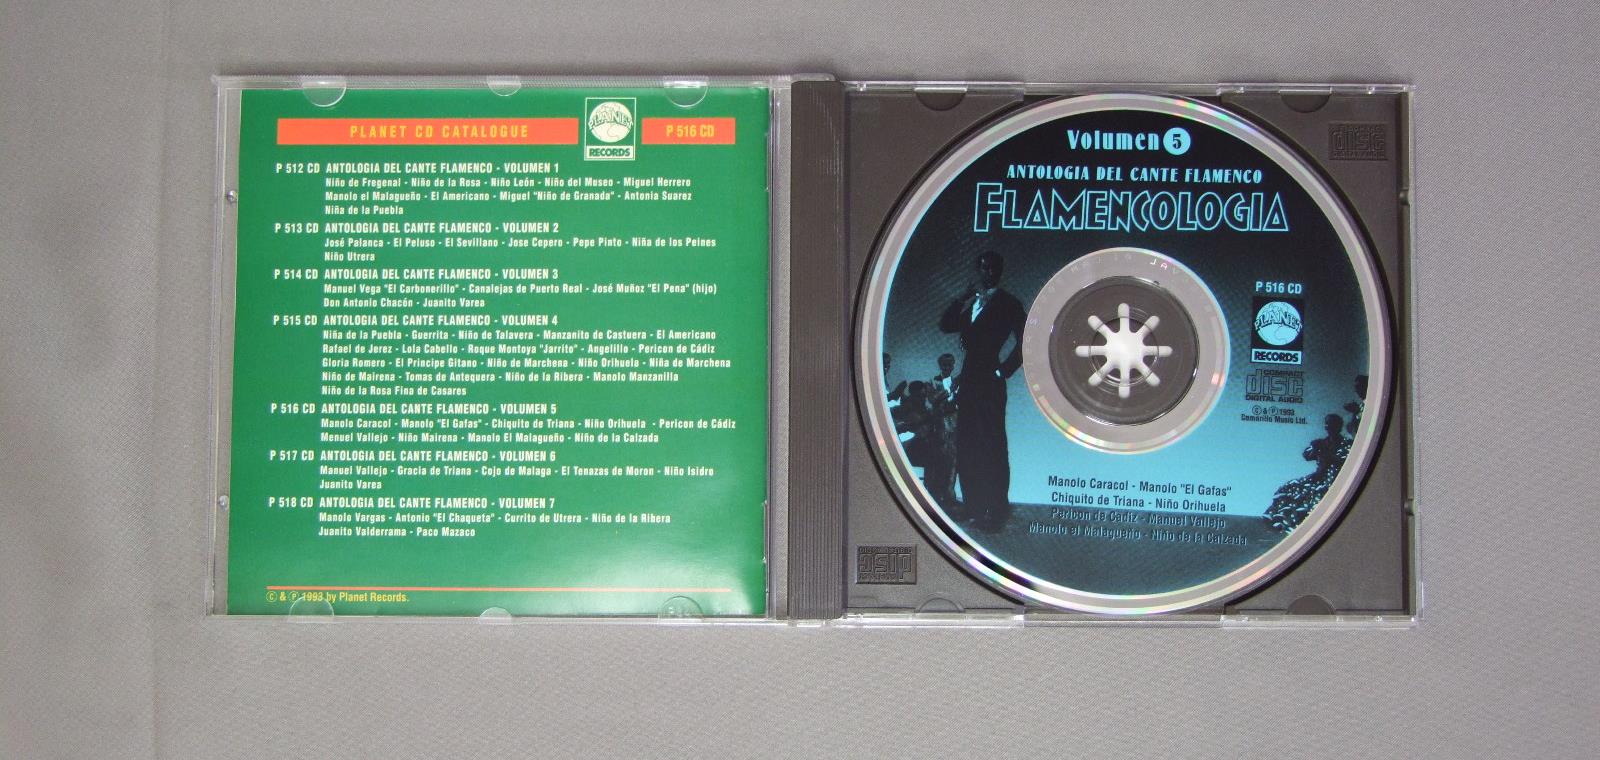 PLANET CD CATALOGUE
PLANET
RECORDS
P 516 CD
P 512 CD ANTOLOGIA DEL CANTE FLAMENCO - VOLUMEN 1
Niño de Fregenal - Niño de la Rosa - Niño León - Niño del Museo - Miguel Herrero
Manolo el Malagueño - El Americano - Miguel "Niño de Granada" - Antonia Suarez
Niña de la Puebla
P 513 CD ANTOLOGIA DEL CANTE FLAMENCO - VOLUMEN 2
José Palanca - El Peluso - El Sevillano - Jose Cepero - Pepe Pinto - Niña de los Peines
Niño Utrera
P 514 CD ANTOLOGIA DEL CANTE FLAMENCO - VOLUMEN 3
Manuel Vega "El Carbonerillo" - Canalejas de Puerto Real - José Muñoz "El Pena" (hijo)
Don Antonio Chacón - Juanito Varea
P 515 CD ANTOLOGIA DEL CANTE FLAMENCO - VOLUMEN 4
Niña de la Puebla - Guerrita - Niño de Talavera - Manzanito de Castuera - El Americano
Rafael de Jerez - Lola Cabello - Roque Montoya "Jarrito" - Angelillo - Pericon de Cádiz
Gloria Romero - El Principe Gitano - Niño de Marchena - Niño Orihuela - Niña de Marchena
Niño de Mairena - Tomas de Antequera - Niño de la Ribera - Manolo Manzanilla
Niño de la Rosa Fina de Casares
P 516 CD ANTOLOGIA DEL CANTE FLAMENCO - VOLUMEN 5
Manolo Caracol - Manolo "El Gafas" - Chiquito de Triana - Niño Orihuela - Pericon de Cádiz
Menuel Vallejo - Niño Mairena - Manolo El Malagueño - Niño de la Calzada
P 517 CD ANTOLOGIA DEL CANTE FLAMENCO - VOLUMEN 6
Manuel Vallejo - Gracia de Triana - Cojo de Malaga - El Tenazas de Moron - Niño Isidro
Juanito Varea
P 518 CD ANTOLOGIA DEL CANTE FLAMENCO - VOLUMEN 7
Manolo Vargas - Antonio "El Chaqueta" - Currito de Utrera - Niño de la Ribera
Juanito Valderrama - Paco Mazaco
© & ℗ 1993 by Planet Records.
Volumen 5
ANTOLOGIA DEL CANTE FLAMENCO
FLAMENCOLOGIA
P 516 CD
PLANET
RECORDS
COMPACT
disc
DIGITAL AUDIO
© & ℗ 1993
Camarillo Music Ltd.
Manolo Caracol - Manolo "El Gafas"
Chiquito de Triana - Niño Orihuela
Pericon de Cadiz - Manuel Vallejo
Manolo el Malagueño - Niño de la Calzada
disc
disc